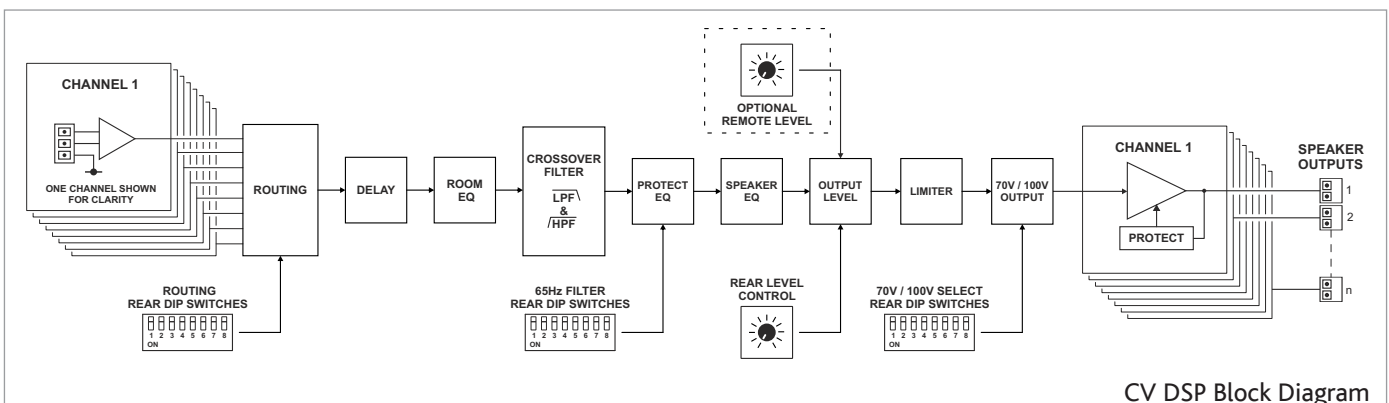 CHANNEL 1
ONE CHANNEL SHOWN
FOR CLARITY
ROUTING
ROUTING
REAR DIP SWITCHES
1 2 3 4 5 6 7 8
ON
DELAY
ROOM
EQ
CROSSOVER
FILTER
LPF
&
HPF
65Hz FILTER
REAR DIP SWITCHES
1 2 3 4 5 6 7 8
ON
PROTECT
EQ
SPEAKER
EQ
OPTIONAL
REMOTE LEVEL
OUTPUT
LEVEL
REAR LEVEL
CONTROL
LIMITER
70V / 100V
OUTPUT
70V / 100V SELECT
REAR DIP SWITCHES
1 2 3 4 5 6 7 8
ON
CHANNEL 1
PROTECT
SPEAKER
OUTPUTS
1
2
n
CV DSP Block Diagram